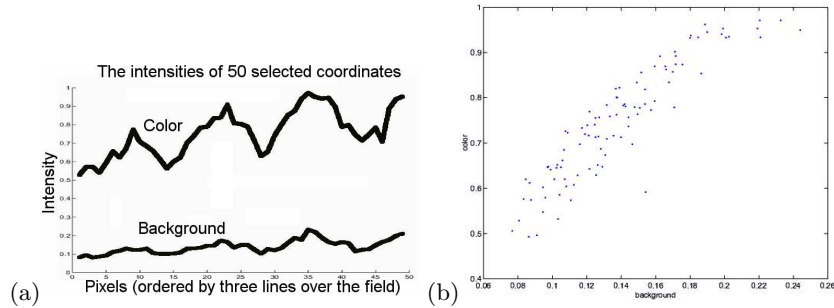 The intensities of 50 selected coordinates
1
0.9
0.8
0.7
0.6
0.5
0.4
0.3
0.2
0.1
0
Intensity
Color
Background
0 5 10 15 20 25 30 35 40 45 50
Pixels (ordered by three lines over the field)
(a)
1
0.9
0.8
0.7
0.6
0.5
0.4
color
0.06 0.08 0.1 0.12 0.14 0.16 0.18 0.2 0.22 0.24 0.26
background
(b)